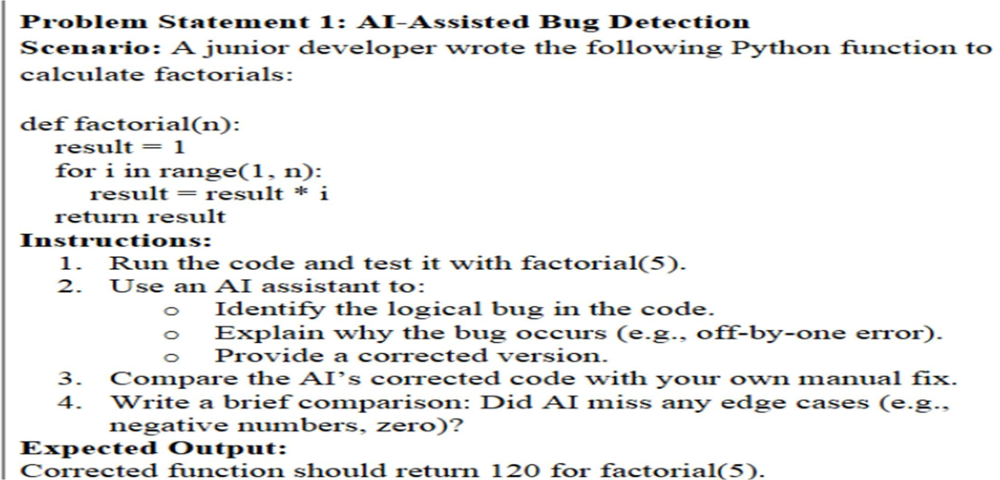 Problem Statement 1: AI-Assisted Bug Detection
Scenario: A junior developer wrote the following Python function to
calculate factorials:
def factorial(n):
result = 1
for i in range(1, n):
result = result * i
return result
Instructions:
1. Run the code and test it with factorial(5).
2. Use an AI assistant to:
o Identify the logical bug in the code.
o Explain why the bug occurs (e.g., off-by-one error).
o Provide a corrected version.
3. Compare the AI’s corrected code with your own manual fix.
4. Write a brief comparison: Did AI miss any edge cases (e.g.,
negative numbers, zero)?
Expected Output:
Corrected function should return 120 for factorial(5).